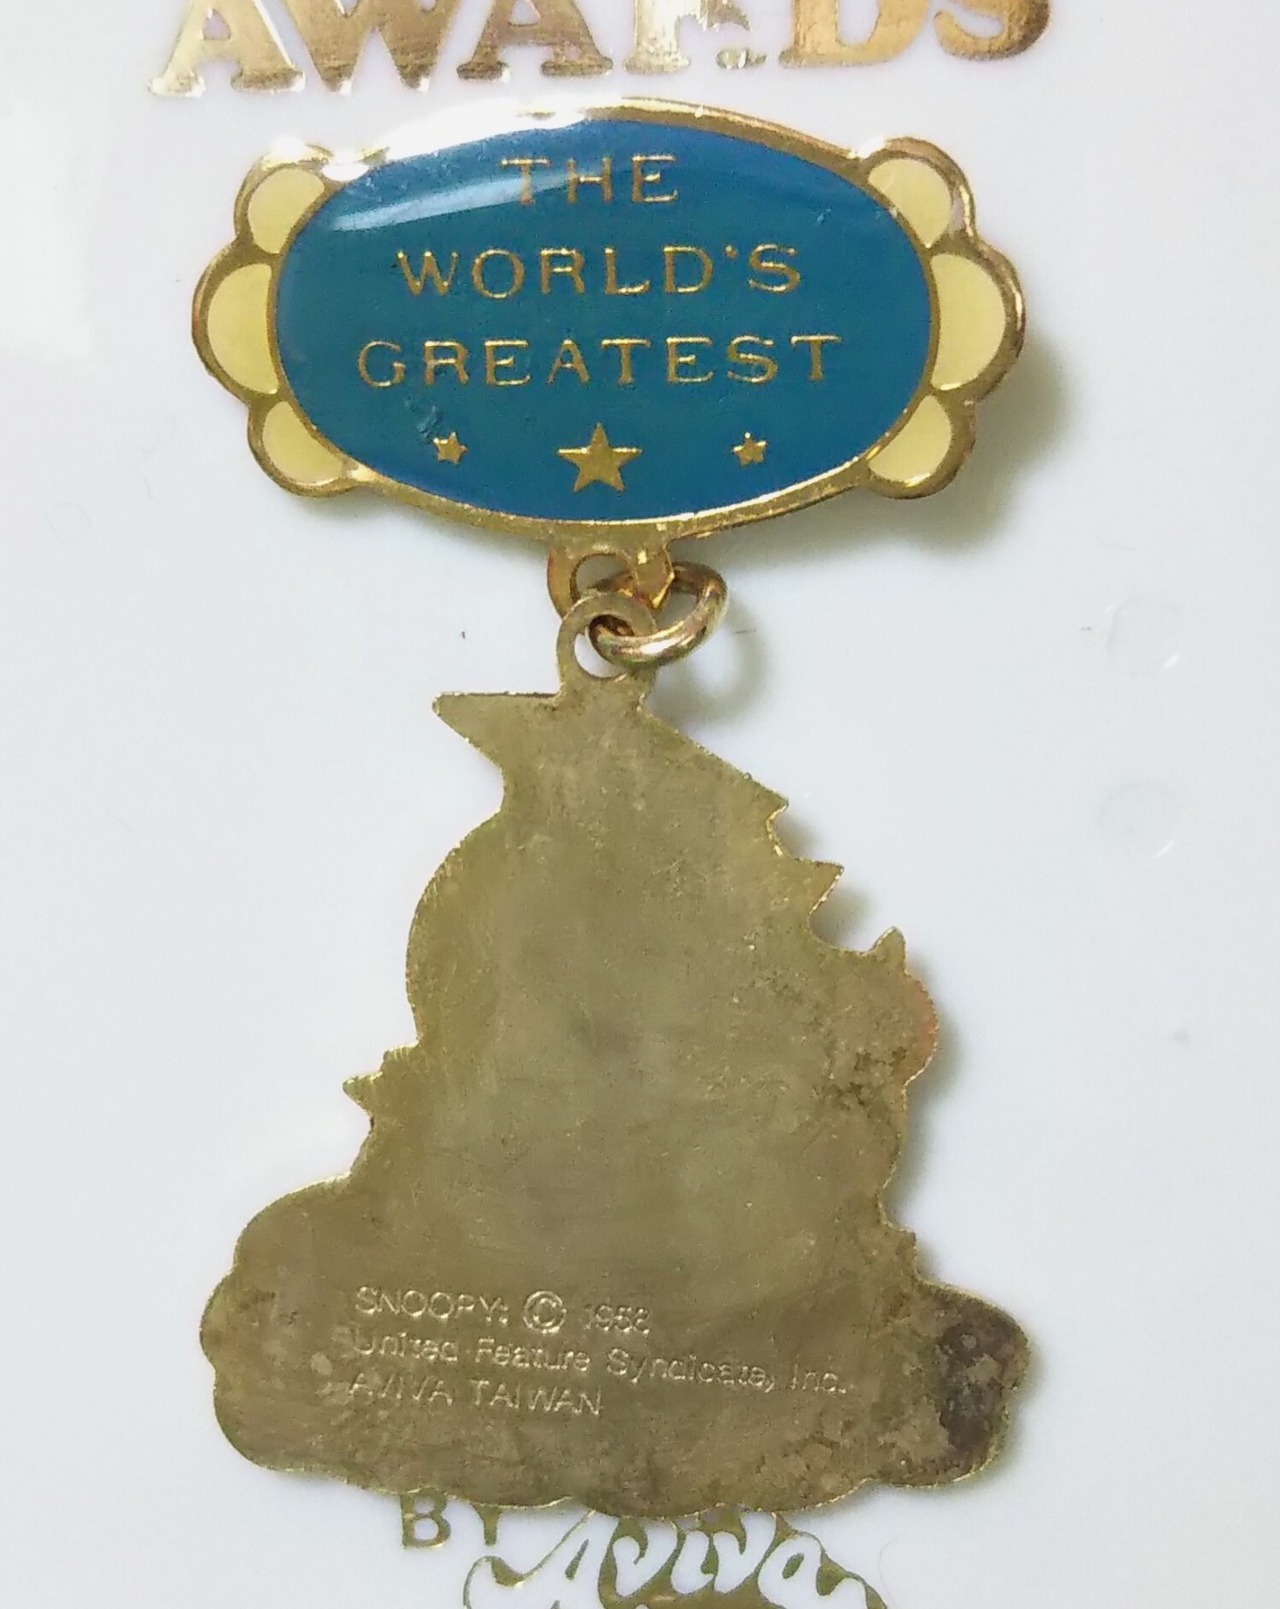 AWARDS
THE
WORLD'S
GREATEST
SNOOPY: © 1958
United Feature Syndicate, Inc.
AVIVA TAIWAN
BY Aviva